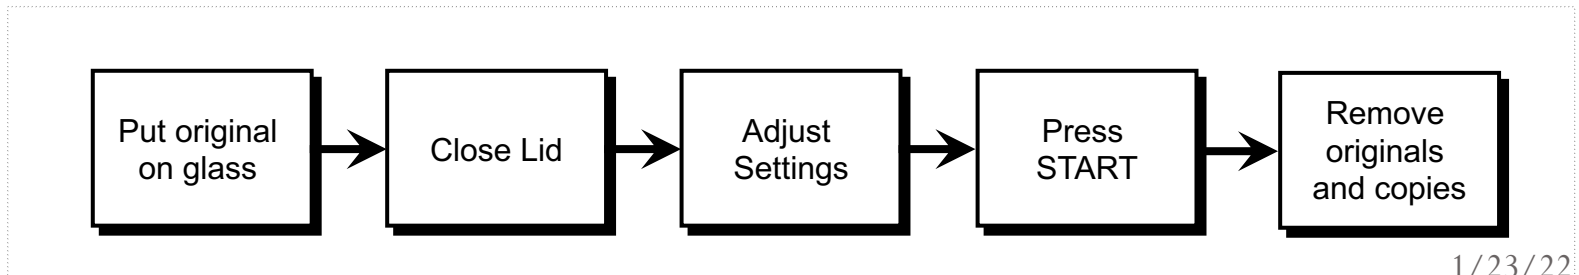 Put original
on glass
Close Lid
Adjust
Settings
Press
START
Remove
originals
and copies
1/23/22